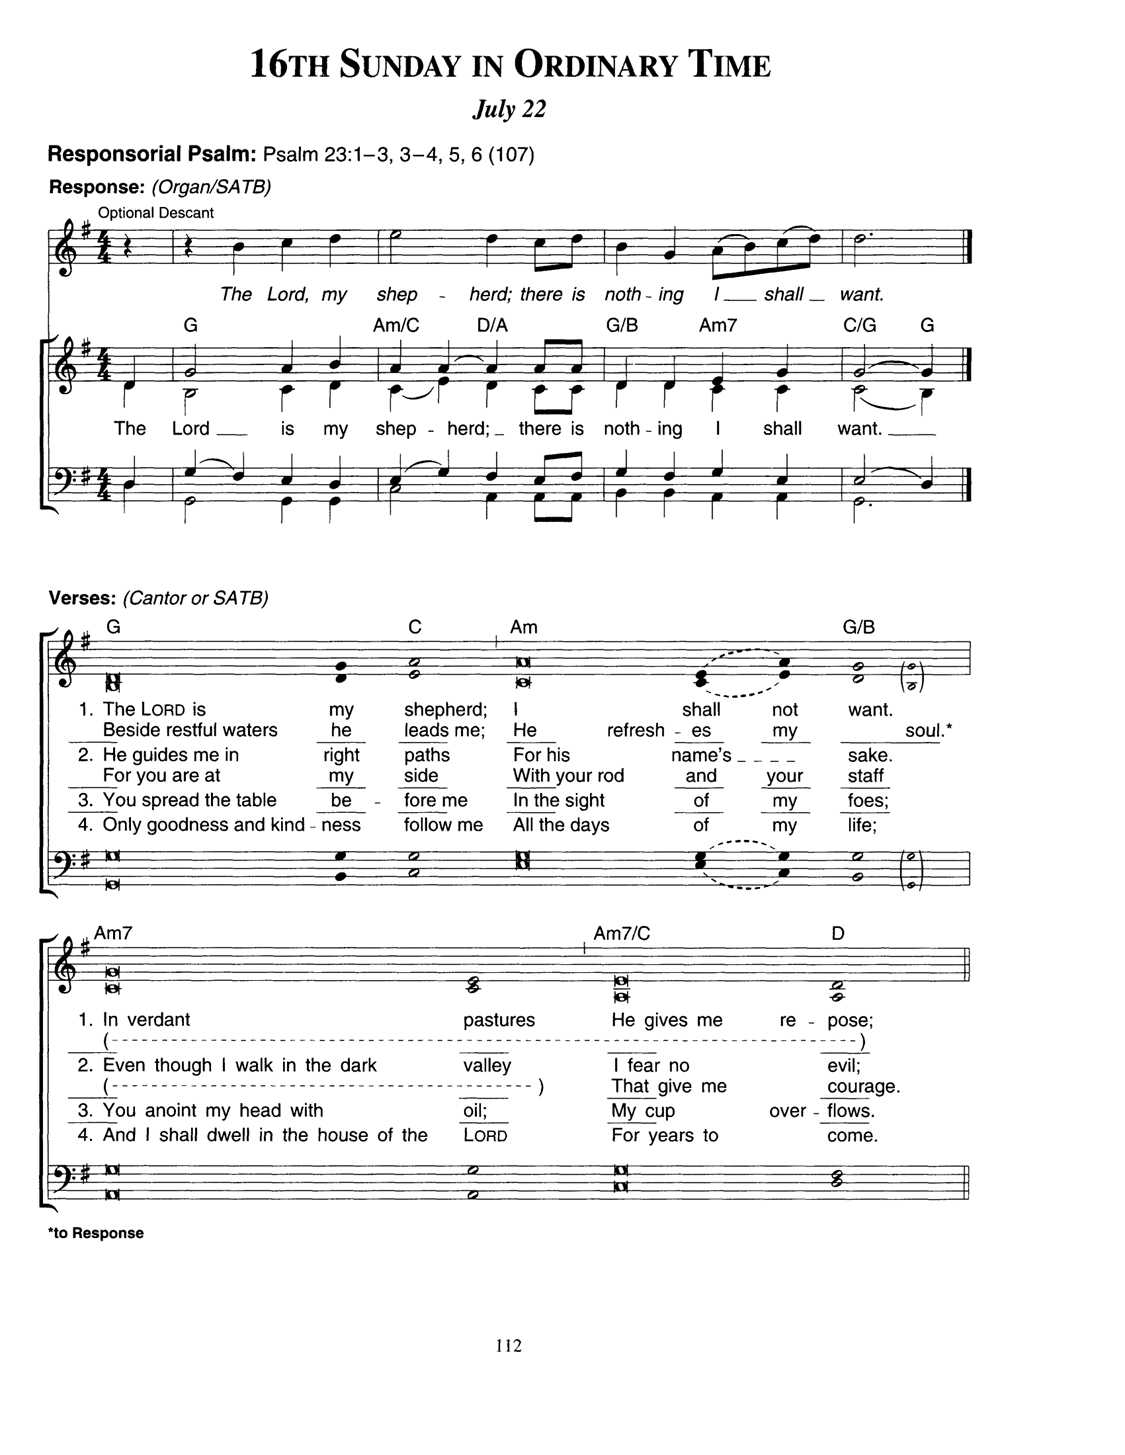 16TH SUNDAY IN ORDINARY TIME
July 22
Responsorial Psalm: Psalm 23:1–3, 3–4, 5, 6 (107)
Response: (Organ/SATB)
Optional Descant
4 4
The Lord, my shep - herd; there is noth - ing I ___ shall _ want.
G Am/C D/A G/B Am7 C/G G
4 4
The Lord ___ is my shep - herd; _ there is noth - ing I shall want. ___
4 4
Verses: (Cantor or SATB)
G C Am G/B
1. The LORD is my shepherd; I shall not want.
Beside restful waters he leads me; He refresh - es my soul.*
2. He guides me in right paths For his name's _ _ _ _ sake.
For you are at my side With your rod and your staff
3. You spread the table be - fore me In the sight of my foes;
4. Only goodness and kind - ness follow me All the days of my life;
Am7 Am7/C D
1. In verdant pastures He gives me re - pose;
(- - - - - - - - - - - - - - - - - - - -)
2. Even though I walk in the dark valley I fear no evil;
(- - - - - - - - - - - -) That give me courage.
3. You anoint my head with oil; My cup over - flows.
4. And I shall dwell in the house of the LORD For years to come.
*to Response
112